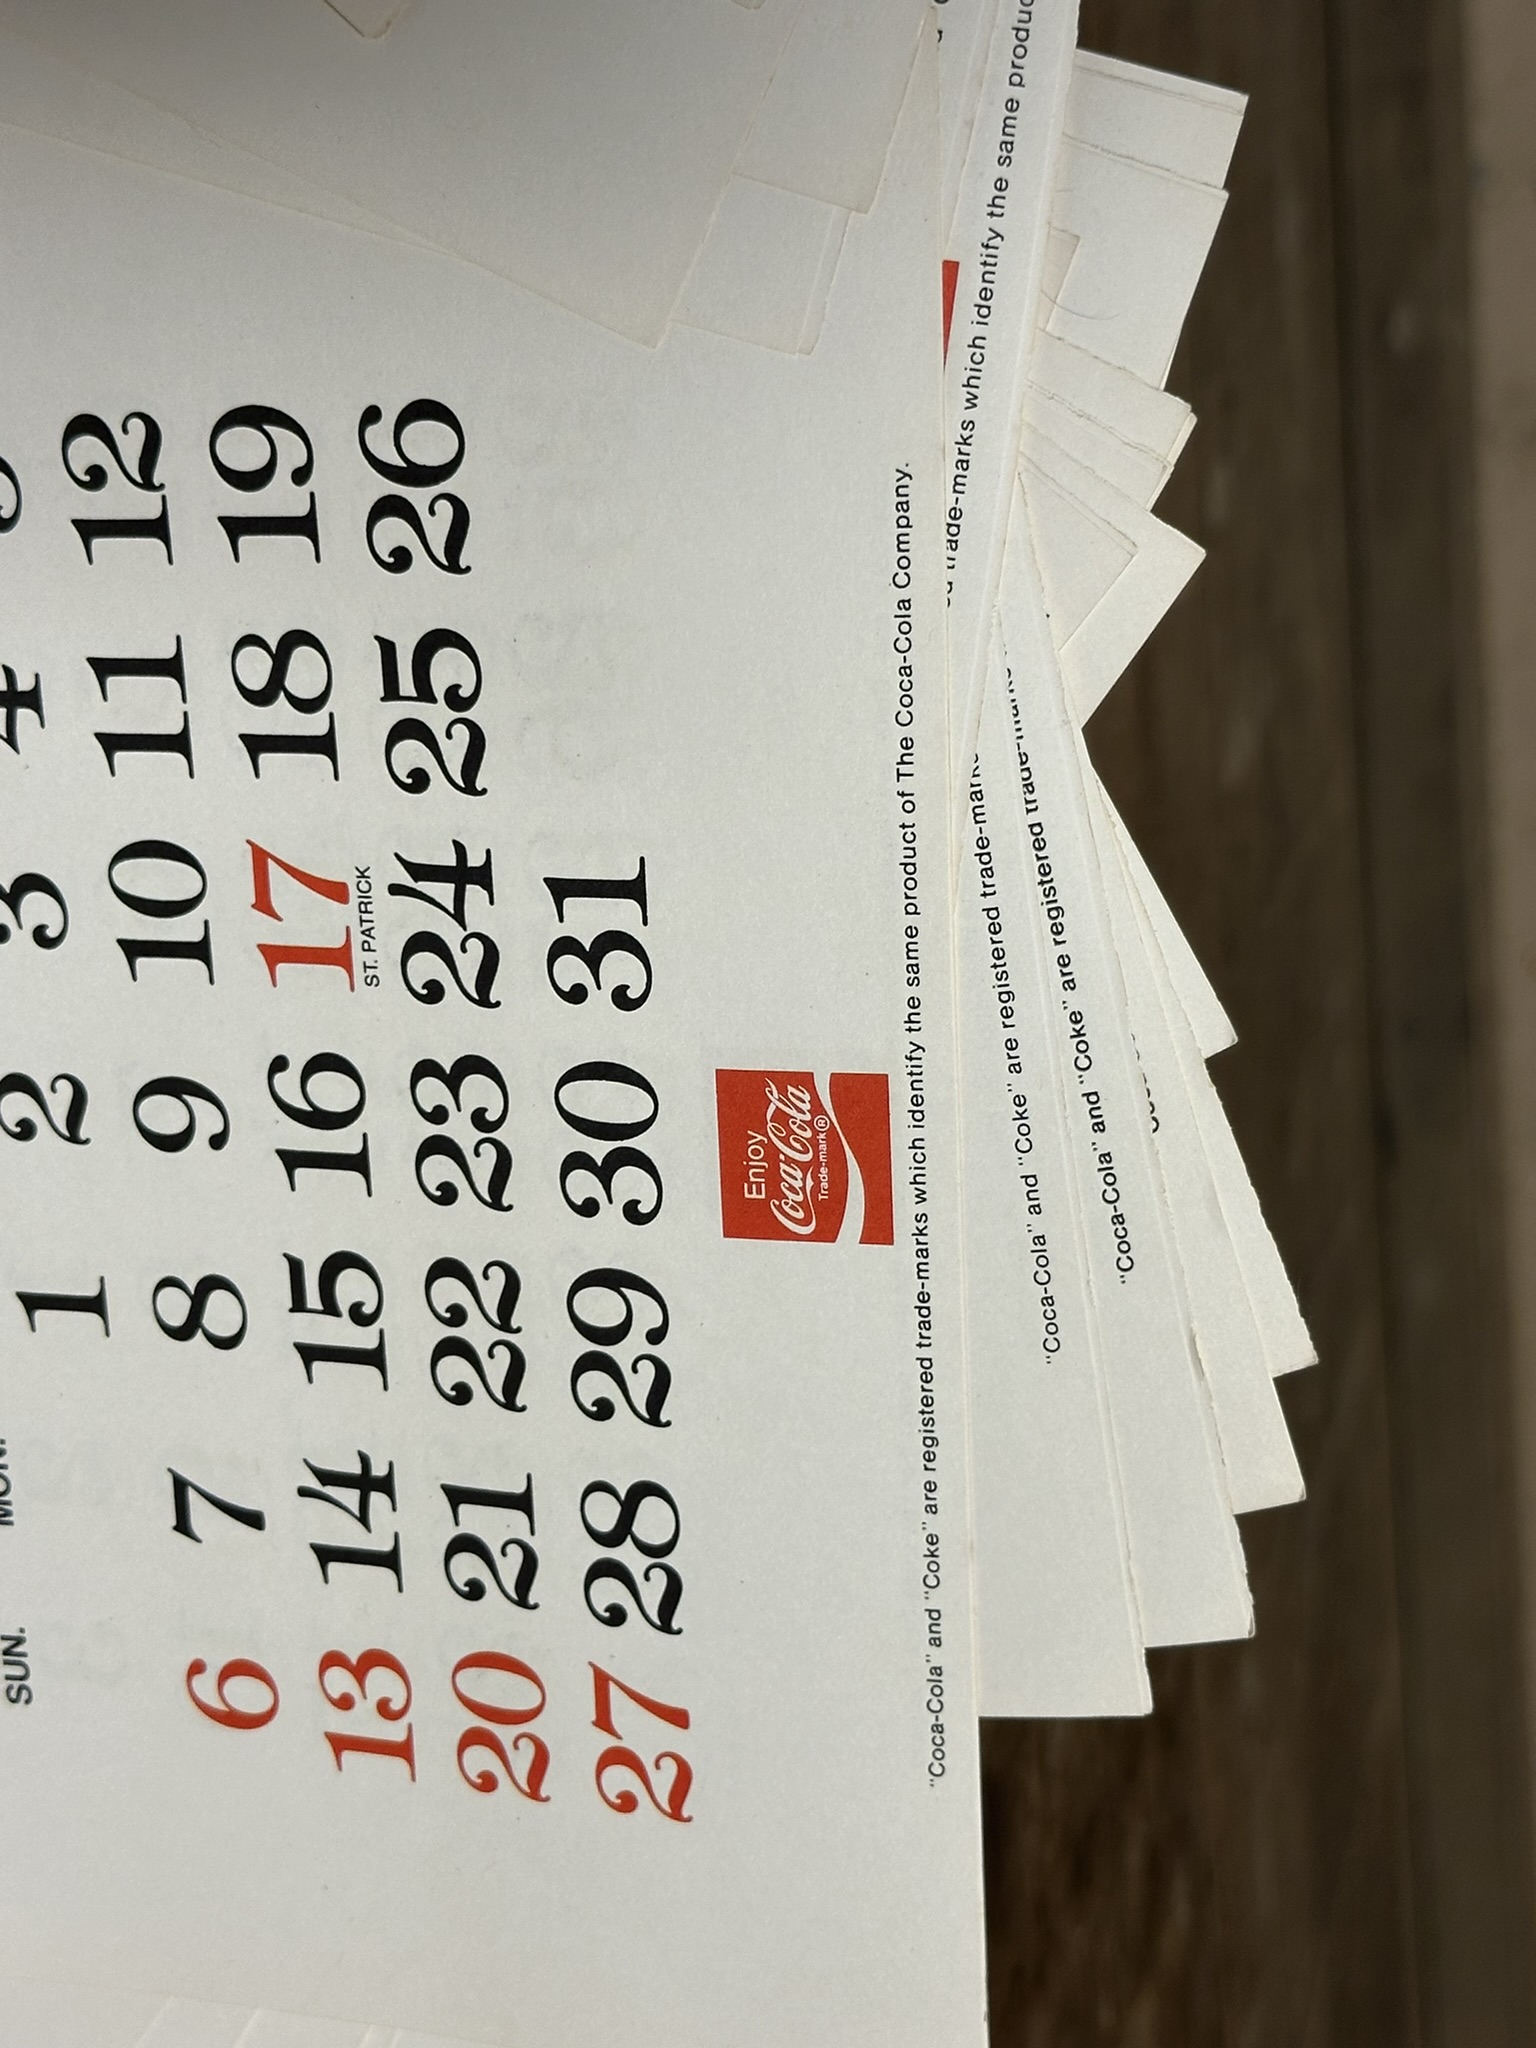 SUN. MON.
1 2 3 4
6 7 8 9 10 11 12
13 14 15 16 17 18 19
ST. PATRICK
20 21 22 23 24 25 26
27 28 29 30 31
Enjoy
Coca-Cola
Trade-mark®
"Coca-Cola" and "Coke" are registered trade-marks which identify the same product of The Coca-Cola Company.
"Coca-Cola" and "Coke" are registered trade-mark
trade-marks which identify the same produc
"Coca-Cola" and "Coke" are registered trade-marks